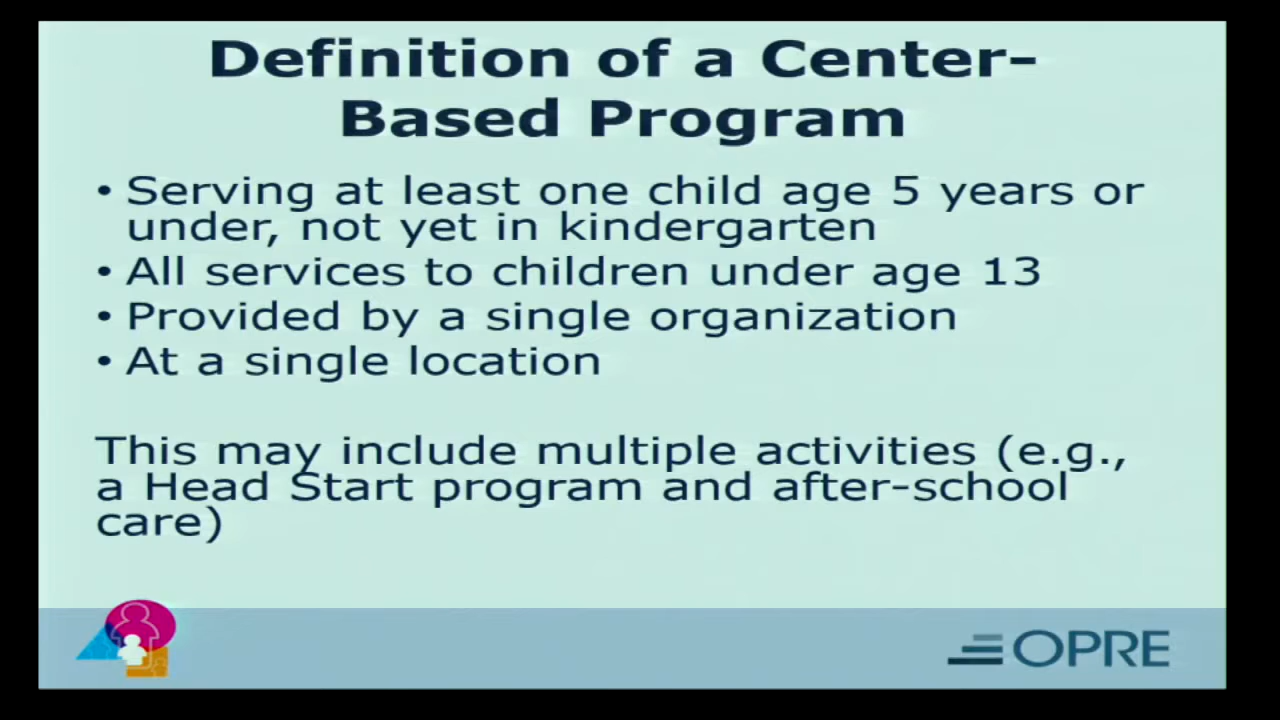 Definition of a Center-
Based Program
• Serving at least one child age 5 years or
under, not yet in kindergarten
• All services to children under age 13
• Provided by a single organization
• At a single location
This may include multiple activities (e.g.,
a Head Start program and after-school
care)
OPRE